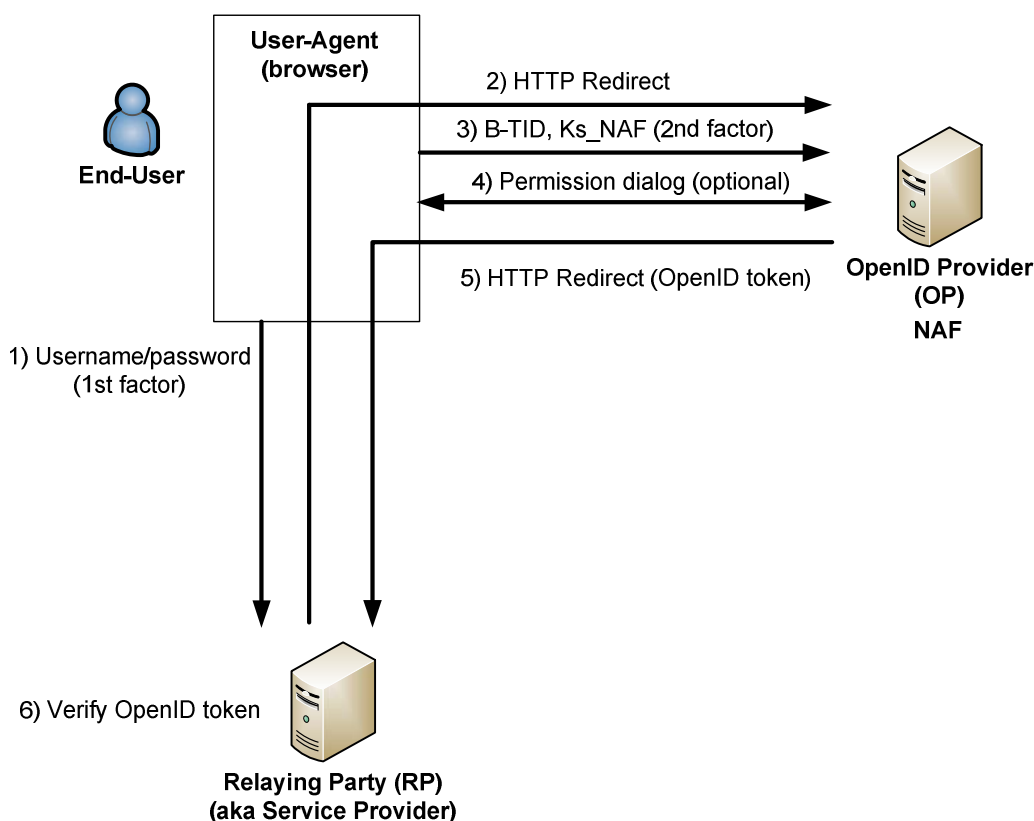 User-Agent
(browser)
2) HTTP Redirect
3) B-TID, Ks_NAF (2nd factor)
End-User
4) Permission dialog (optional)
OpenID Provider
(OP)
NAF
5) HTTP Redirect (OpenID token)
1) Username/password
(1st factor)
6) Verify OpenID token
Relaying Party (RP)
(aka Service Provider)